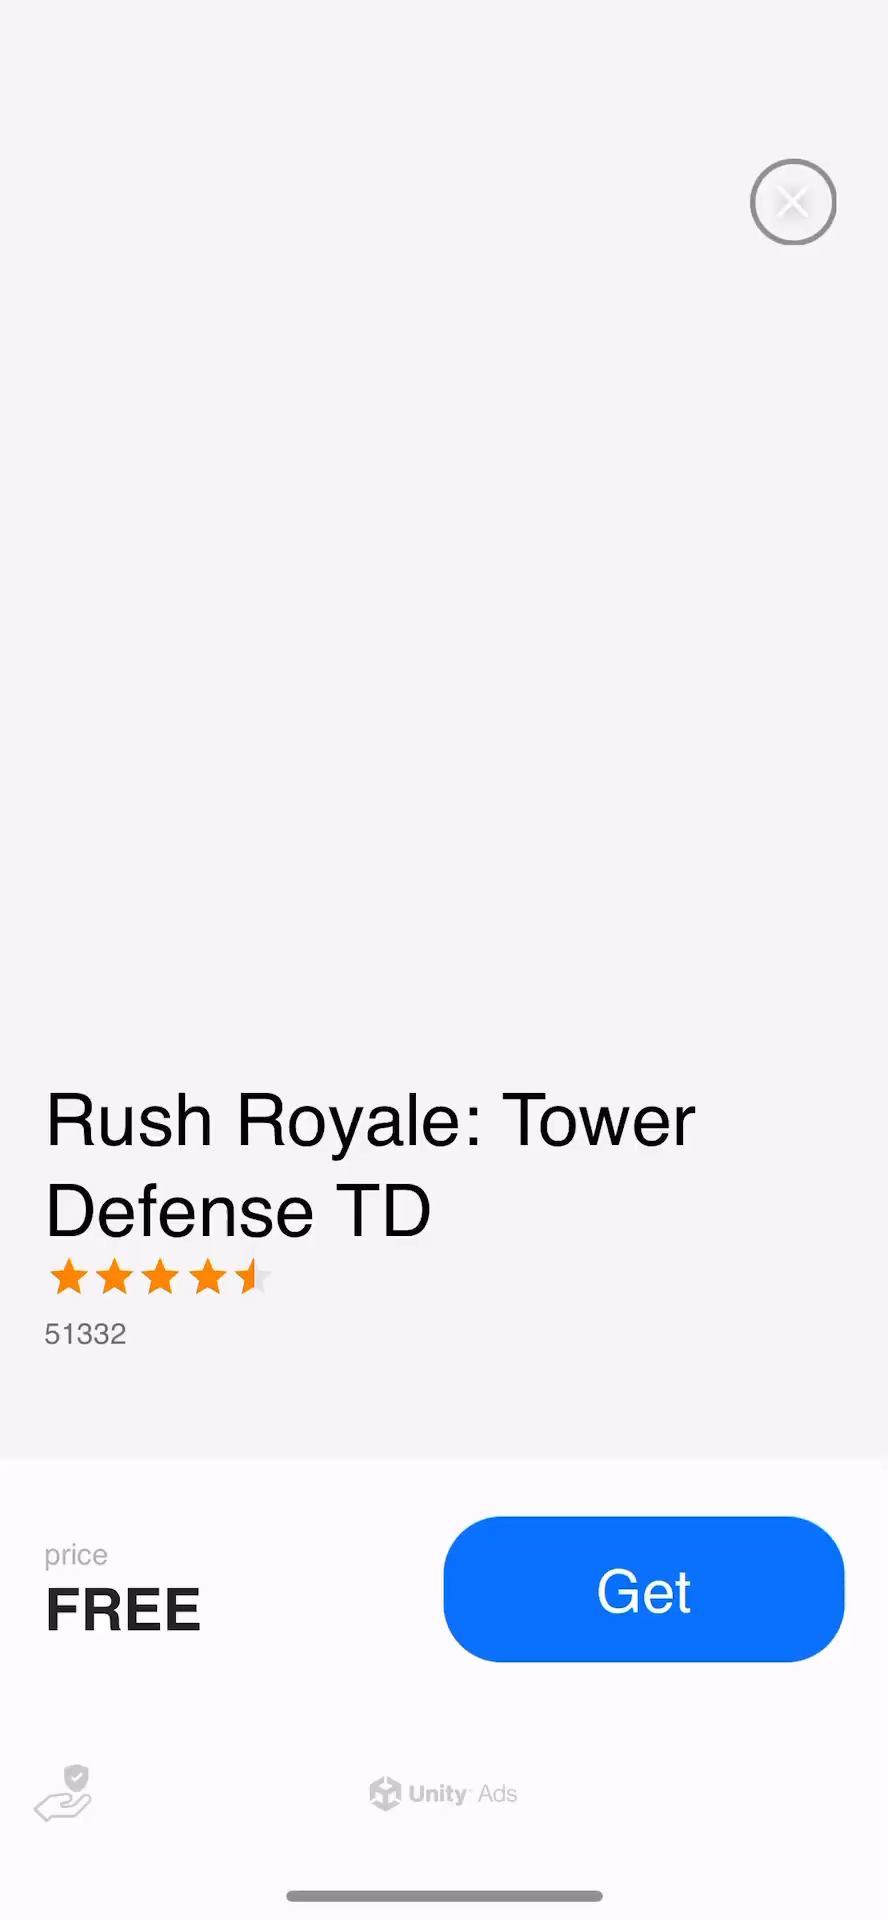 Rush Royale: Tower
Defense TD
51332
price
FREE
Get
Unity Ads